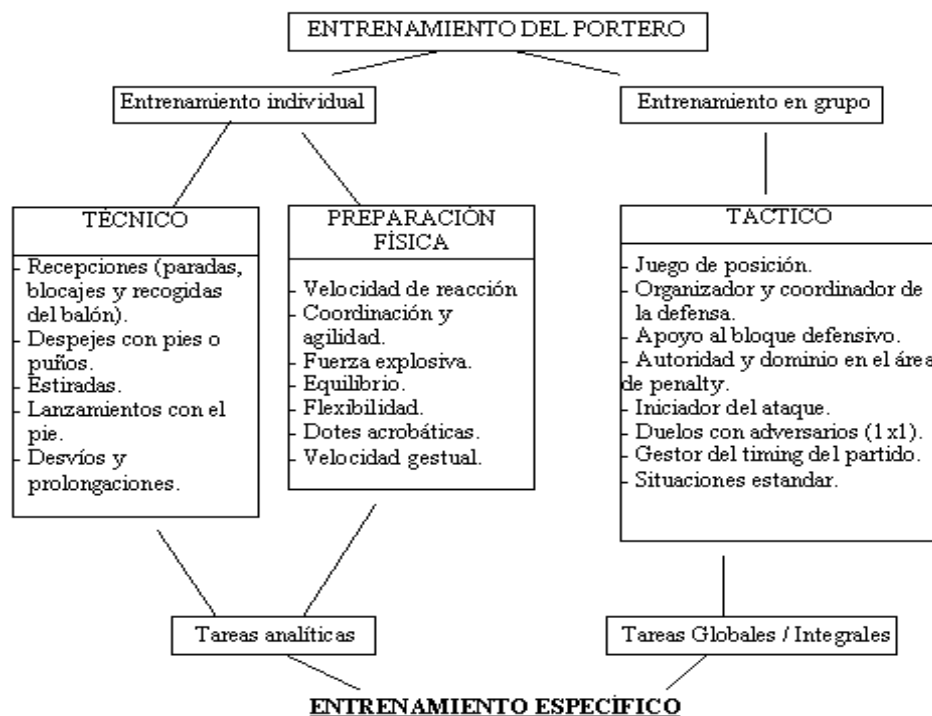 ENTRENAMIENTO DEL PORTERO
Entrenamiento individual
Entrenamiento en grupo
TÉCNICO
- Recepciones (paradas,
blocajes y recogidas
del balón).
- Despejes con pies o
puños.
- Estiradas.
- Lanzamientos con el
pie.
- Desvíos y
prolongaciones.
PREPARACIÓN
FÍSICA
- Velocidad de reacción
- Coordinación y
agilidad.
- Fuerza explosiva.
- Equilibrio.
- Flexibilidad.
- Dotes acrobáticas.
- Velocidad gestual.
TACTICO
- Juego de posición.
- Organizador y coordinador de
la defensa.
- Apoyo al bloque defensivo.
- Autoridad y dominio en el área
de penalty.
- Iniciador del ataque.
- Duelos con adversarios (1x1).
- Gestor del timing del partido.
- Situaciones estandar.
Tareas analíticas
Tareas Globales / Integrales
ENTRENAMIENTO ESPECÍFICO